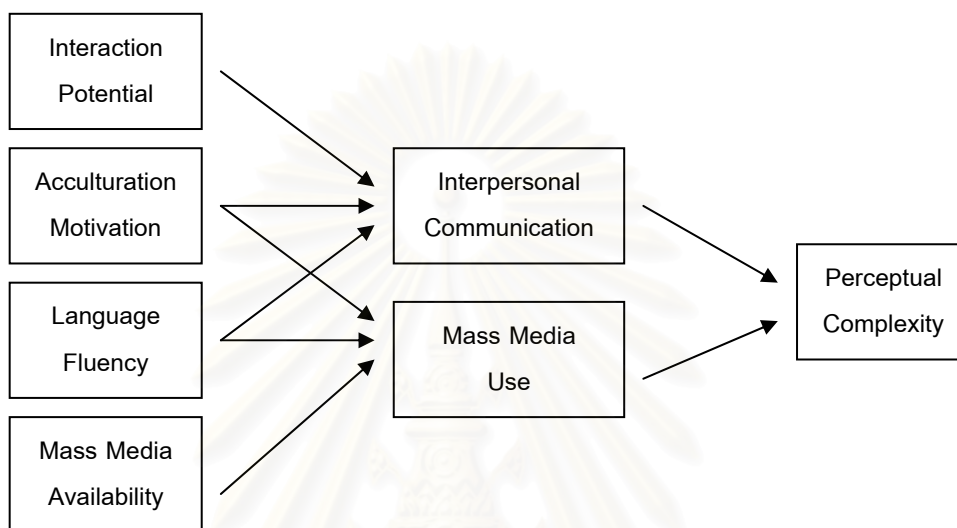 Interaction
Potential
Acculturation
Motivation
Language
Fluency
Mass Media
Availability
Interpersonal
Communication
Mass Media
Use
Perceptual
Complexity